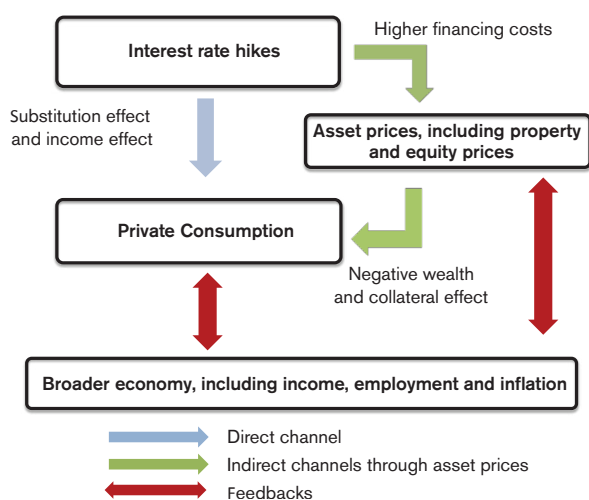 Interest rate hikes
Higher financing costs
Substitution effect
and income effect
Asset prices, including property
and equity prices
Private Consumption
Negative wealth
and collateral effect
Broader economy, including income, employment and inflation
Direct channel
Indirect channels through asset prices
Feedbacks